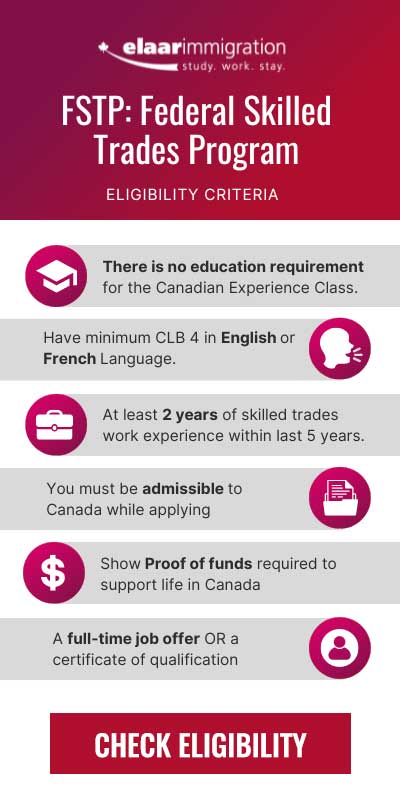 elaarimmigration
study. work. stay.
FSTP: Federal Skilled
Trades Program
ELIGIBILITY CRITERIA
There is no education requirement
for the Canadian Experience Class.
Have minimum CLB 4 in English or
French Language.
At least 2 years of skilled trades
work experience within last 5 years.
You must be admissible to
Canada while applying
Show Proof of funds required to
support life in Canada
A full-time job offer OR a
certificate of qualification
CHECK ELIGIBILITY